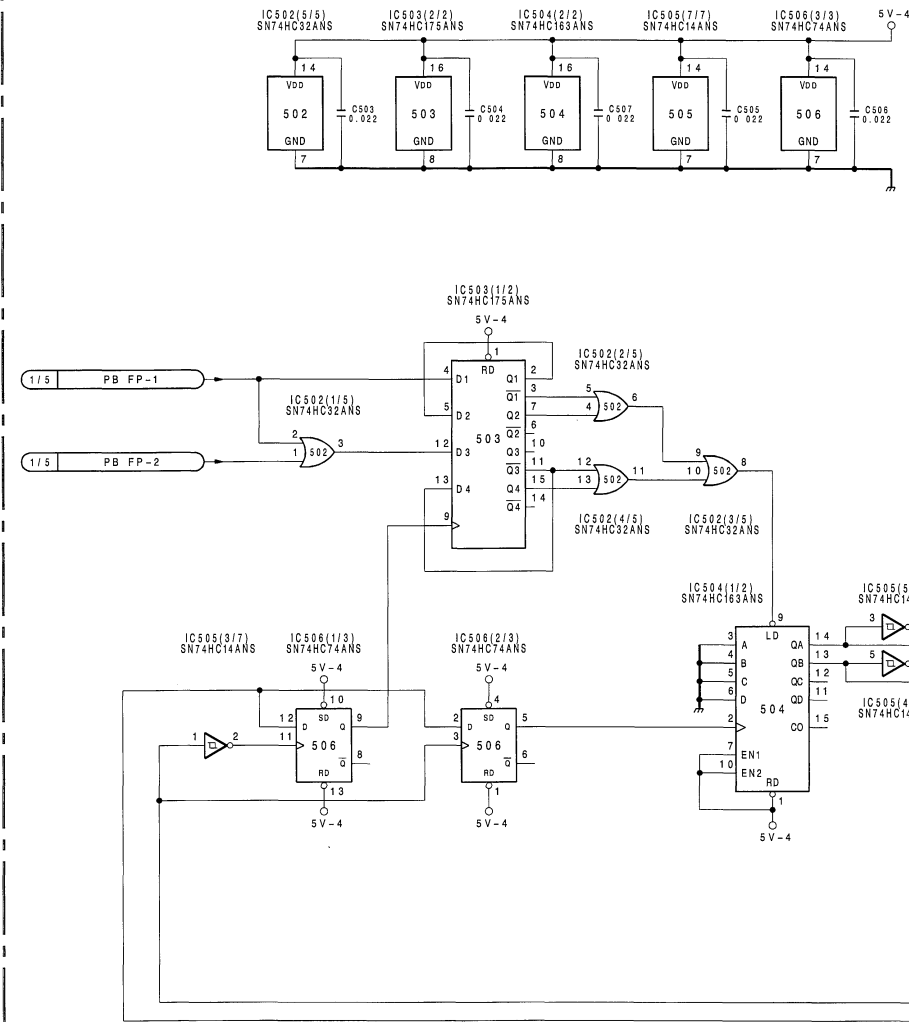 IC502(5/5) IC503(2/2) IC504(2/2) IC505(7/7) IC506(3/3) 5V-4
SN74HC32ANS SN74HC175ANS SN74HC163ANS SN74HC14ANS SN74HC74ANS
14 16 16 14 14
VDD VDD VDD VDD VDD
C503 C504 C507 C505 C506
502 503 504 505 506
0.022 0 022 0 022 0 022 0.022
GND GND GND GND GND
7 8 8 7 7
IC503(1/2)
SN74HC175ANS
5V-4
1
RD
IC502(2/5)
SN74HC32ANS
1/5 PB FP-1
4 D1 Q1 2
Q1 3
5 502 6
IC502(1/5)
SN74HC32ANS
5 D2 Q2 7
4
2
503
Q2 6
1 502 3
12 D3 Q3 10
9
1/5 PB FP-2
Q3 11
12 502 11
10 502 8
13 D4 Q4 15
13
Q4 14
9
IC502(4/5)
SN74HC32ANS
IC502(3/5)
SN74HC32ANS
IC504(1/2)
SN74HC163ANS
IC505(5
SN74HC14
9
LD
3
3 A QA 14
4 B QB 13
5
5 C QC 12
6 D QD 11
504
IC505(4
SN74HC14
2 CO 15
7 EN1
10 EN2
RD
1
5V-4
IC505(3/7) IC506(1/3) IC506(2/3)
SN74HC14ANS SN74HC74ANS SN74HC74ANS
5V-4 5V-4
10 4
SD SD
12 D Q 9 2 D Q 5
1 2 11 506 3 506
Q 8 Q 6
RD RD
13 1
5V-4 5V-4